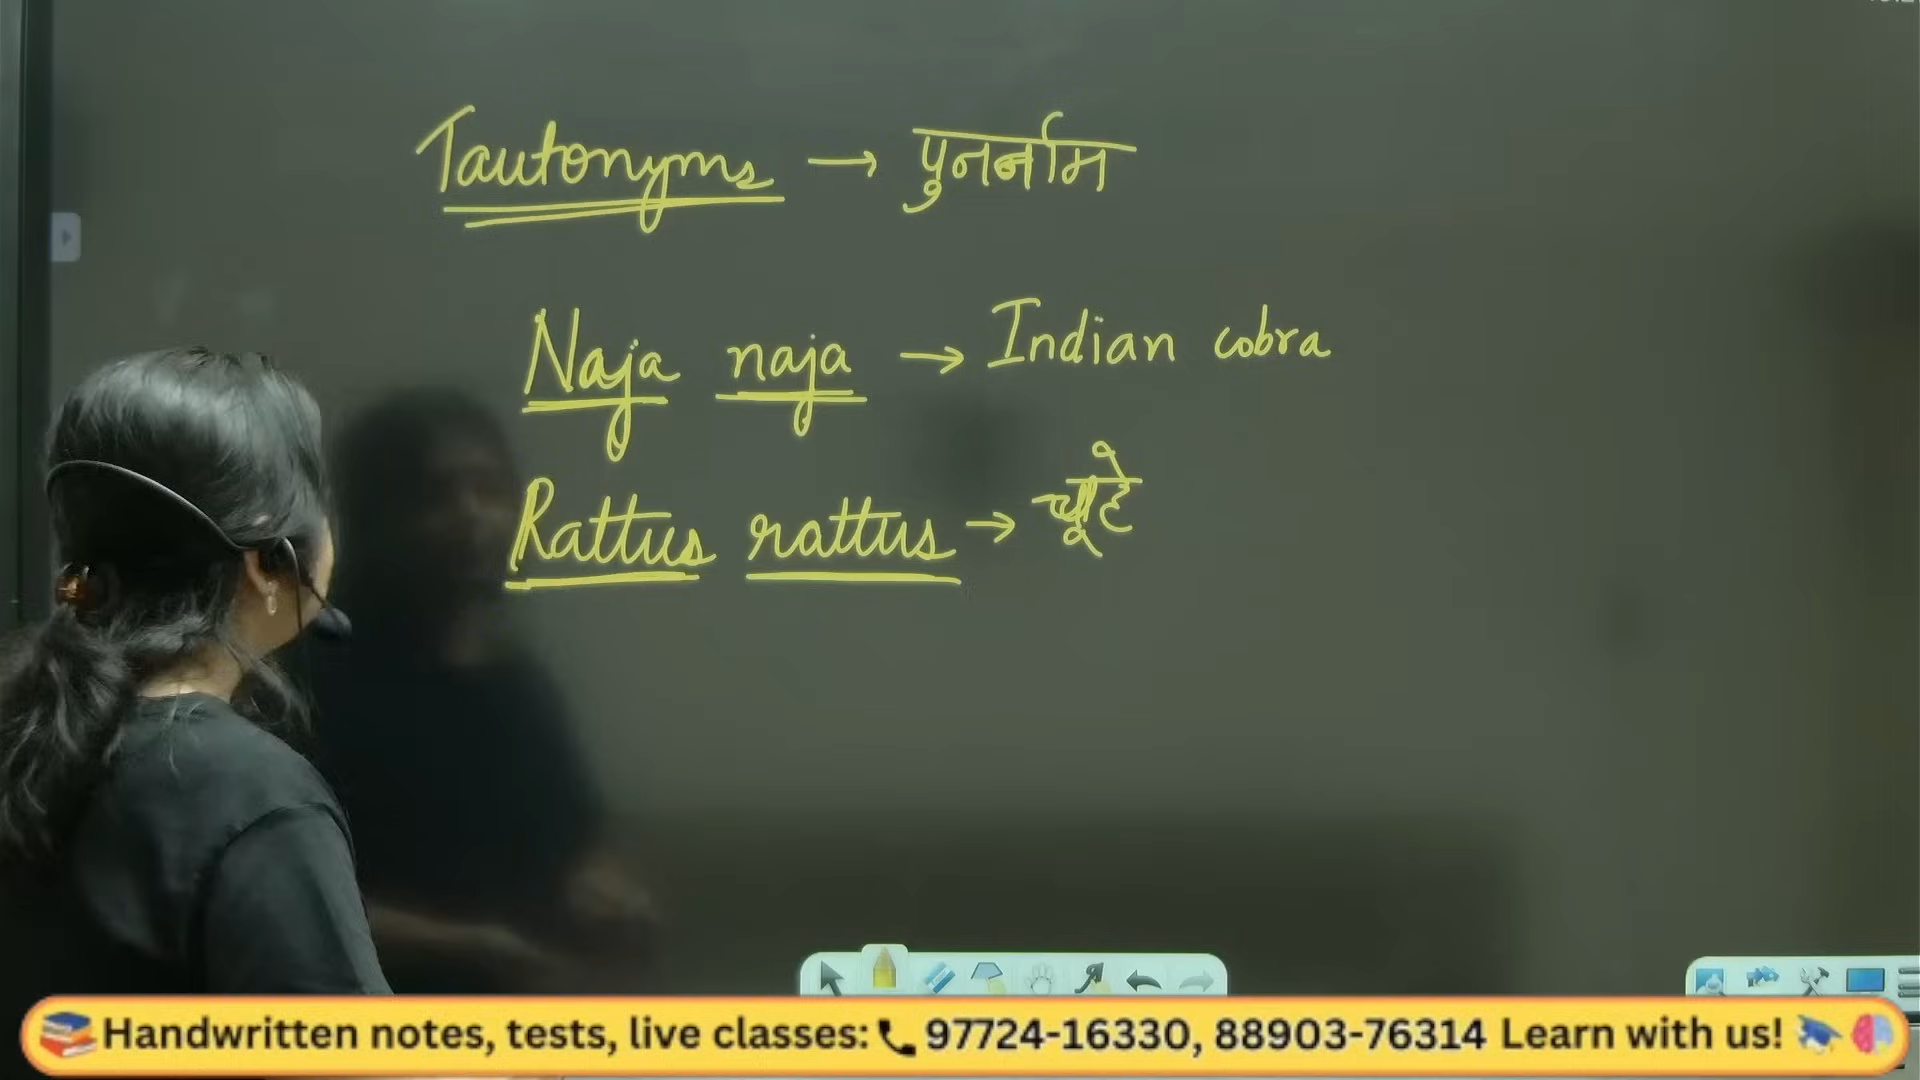 Tautonyms → पुनर्नाम
Naja naja → Indian cobra
Rattus rattus → चूहे
Handwritten notes, tests, live classes: 97724-16330, 88903-76314 Learn with us!